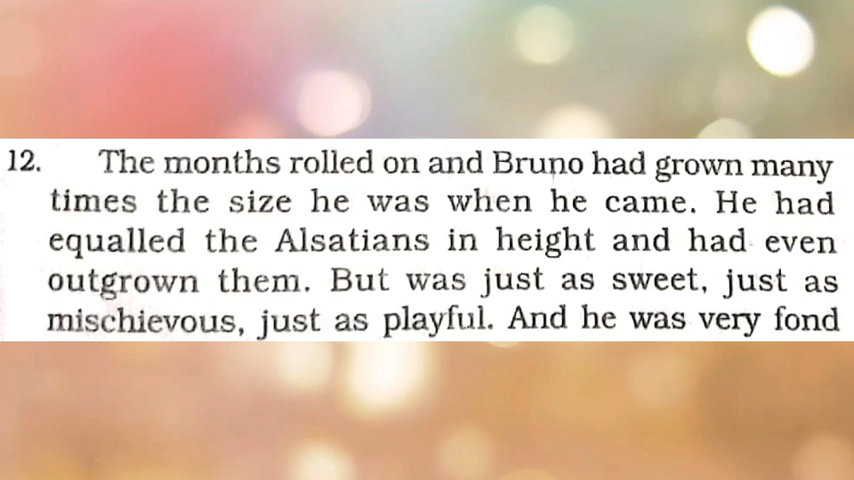 12. The months rolled on and Bruno had grown many
times the size he was when he came. He had
equalled the Alsatians in height and had even
outgrown them. But was just as sweet, just as
mischievous, just as playful. And he was very fond